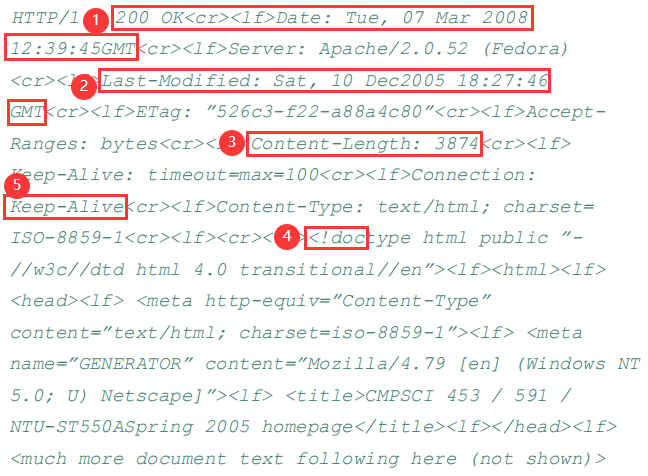 HTTP/1 1 200 OK<cr><lf>Date: Tue, 07 Mar 2008
12:39:45GMT<cr><lf>Server: Apache/2.0.52 (Fedora)
<cr><l 2 Last-Modified: Sat, 10 Dec2005 18:27:46
GMT<cr><lf>ETag: ”526c3-f22-a88a4c80”<cr><lf>Accept-
Ranges: bytes<cr><l 3 Content-Length: 3874<cr><lf>
Keep-Alive: timeout=max=100<cr><lf>Connection:
5
Keep-Alive<cr><lf>Content-Type: text/html; charset=
ISO-8859-1<cr><lf><cr>< 4 <!doctype html public ”-
//w3c//dtd html 4.0 transitional//en”><lf><html><lf>
<head><lf> <meta http-equiv=”Content-Type”
content=”text/html; charset=iso-8859-1”><lf> <meta
name=”GENERATOR” content=”Mozilla/4.79 [en] (Windows NT
5.0; U) Netscape]”><lf> <title>CMPSCI 453 / 591 /
NTU-ST550ASpring 2005 homepage</title><lf></head><lf>
<much more document text following here (not shown)>